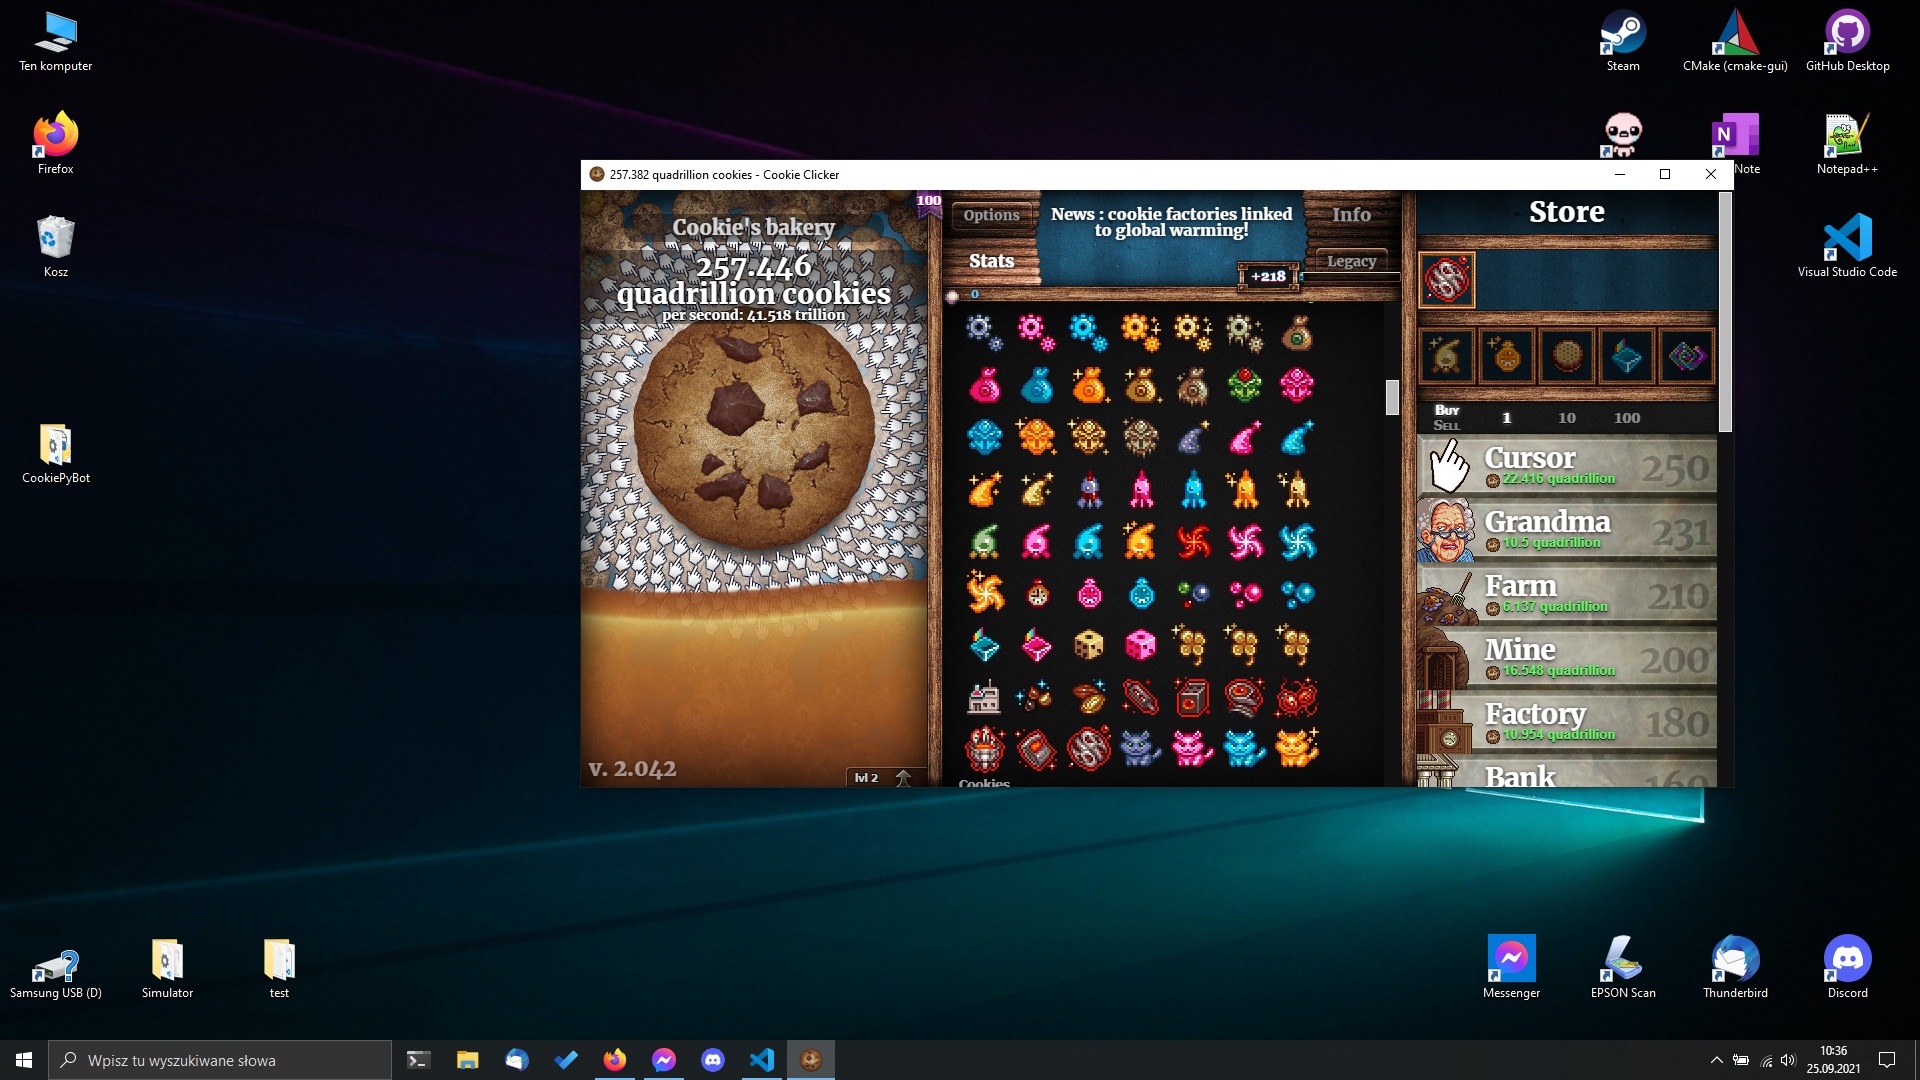 Ten komputer
Firefox
Kosz
CookiePyBot
Samsung USB (D)
Simulator
test
Steam
CMake (cmake-gui)
GitHub Desktop
Note
Notepad++
Visual Studio Code
257.382 quadrillion cookies - Cookie Clicker
Cookie's bakery
257.446
quadrillion cookies
per second: 41.518 trillion
v. 2.042
lvl 2
100
Options
Stats
News : cookie factories linked
to global warming!
Info
Legacy
+218
0
Cookies
Store
Buy
Sell
1
10
100
Cursor
22.416 quadrillion
250
Grandma
10.5 quadrillion
231
Farm
6.137 quadrillion
210
Mine
16.548 quadrillion
200
Factory
10.954 quadrillion
180
Bank
160
Messenger
EPSON Scan
Thunderbird
Discord
Wpisz tu wyszukiwane słowa
10:36
25.09.2021